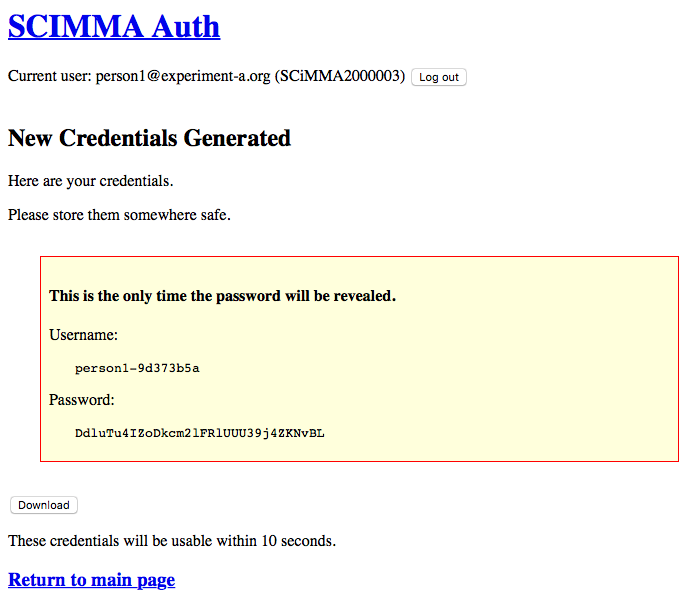 SCIMMA Auth
Current user: person1@experiment-a.org (SCiMMA2000003) Log out
New Credentials Generated
Here are your credentials.
Please store them somewhere safe.
This is the only time the password will be revealed.
Username:
person1-9d373b5a
Password:
DdluTu4IZoDkcm2lFRlUUU39j4ZKNvBL
Download
These credentials will be usable within 10 seconds.
Return to main page